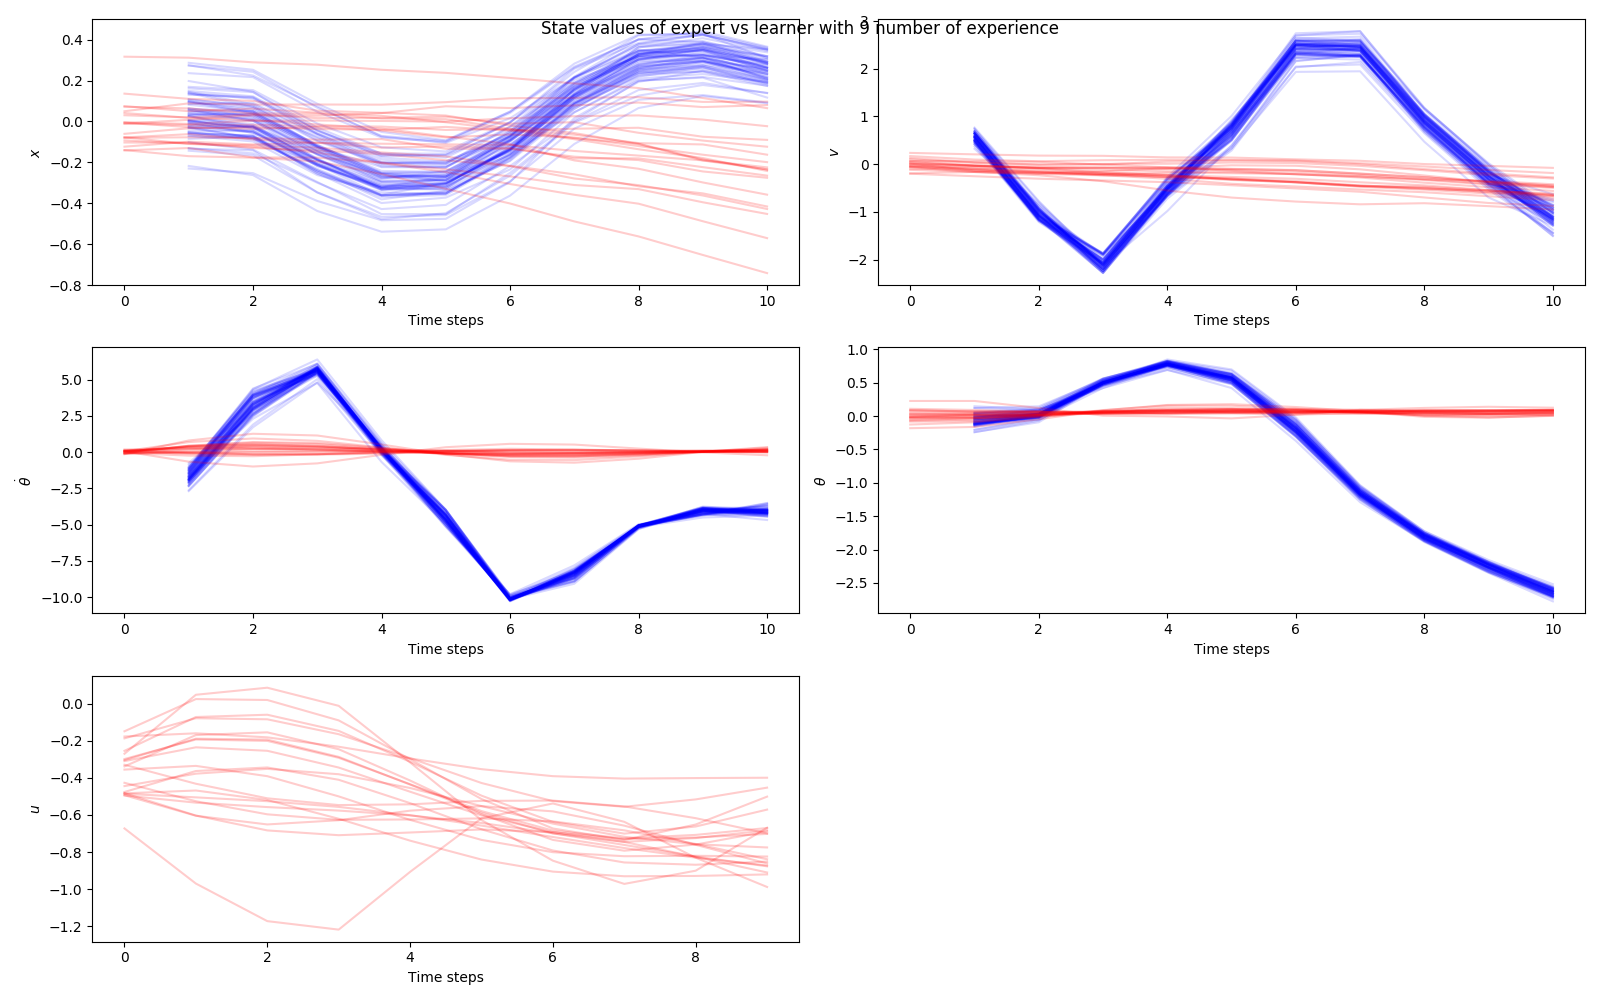 State values of expert vs learner with 9 number of experience
0.4
0.2
0.0
−0.2
−0.4
−0.6
−0.8
x
0 2 4 6 8 10
Time steps
3
2
1
0
−1
−2
v
0 2 4 6 8 10
Time steps
5.0
2.5
0.0
−2.5
−5.0
−7.5
−10.0
θ̇
0 2 4 6 8 10
Time steps
1.0
0.5
0.0
−0.5
−1.0
−1.5
−2.0
−2.5
θ
0 2 4 6 8 10
Time steps
0.0
−0.2
−0.4
−0.6
−0.8
−1.0
−1.2
u
0 2 4 6 8
Time steps